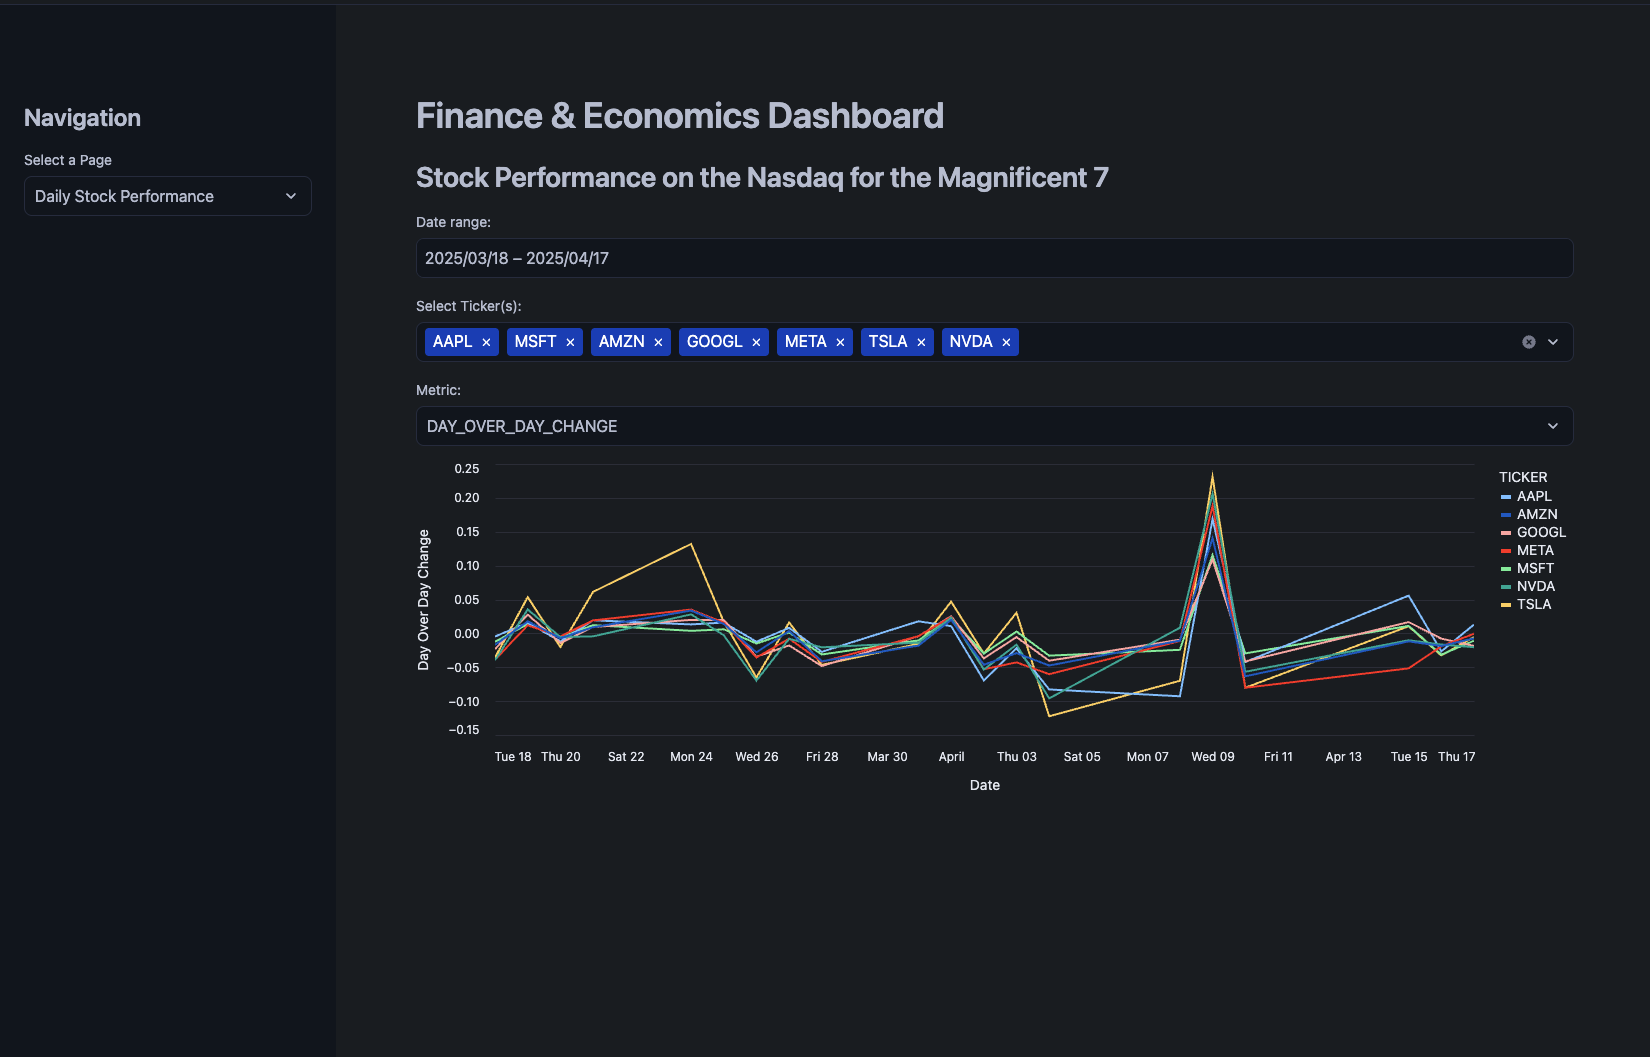 Navigation
Select a Page
Daily Stock Performance
Finance & Economics Dashboard
Stock Performance on the Nasdaq for the Magnificent 7
Date range:
2025/03/18 – 2025/04/17
Select Ticker(s):
AAPL × MSFT × AMZN × GOOGL × META × TSLA × NVDA ×
Metric:
DAY_OVER_DAY_CHANGE
Day Over Day Change
0.25
0.20
0.15
0.10
0.05
0.00
−0.05
−0.10
−0.15
Tue 18 Thu 20 Sat 22 Mon 24 Wed 26 Fri 28 Mar 30 April Thu 03 Sat 05 Mon 07 Wed 09 Fri 11 Apr 13 Tue 15 Thu 17
Date
TICKER
AAPL
AMZN
GOOGL
META
MSFT
NVDA
TSLA